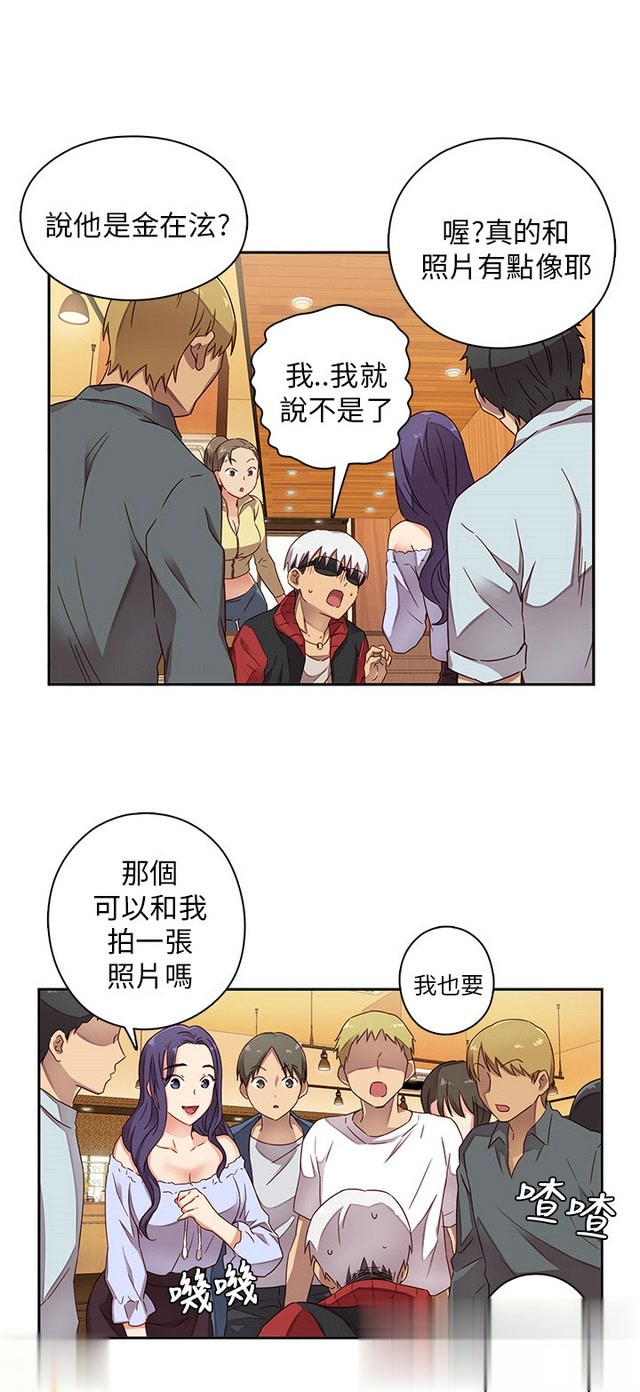 說他是金在泫?
喔?真的和
照片有點像耶
我..我就
說不是了
那個
可以和我
拍一張
照片嗎
我也要
喳喳
嘰嘰